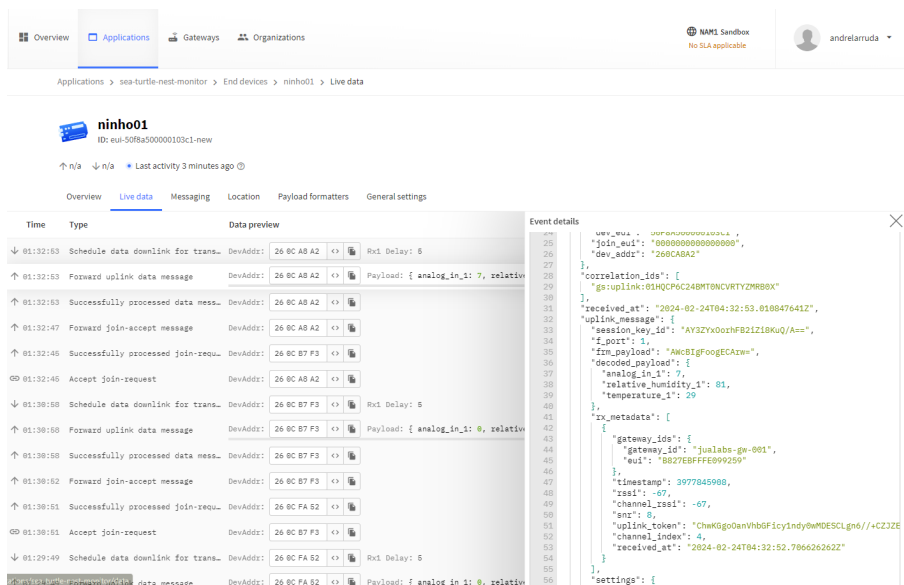 Overview Applications Gateways Organizations NAM1 Sandbox No SLA applicable andrelarruda
Applications > sea-turtle-nest-monitor > End devices > ninho01 > Live data
ninho01
ID: eui-50f8a500000103c1-new
↑ n/a ↓ n/a • Last activity 3 minutes ago
Overview Live data Messaging Location Payload formatters General settings
Time Type Data preview
↓ 01:32:53 Schedule data downlink for trans… DevAddr: 26 0C A8 A2 <> Rx1 Delay: 5
↑ 01:32:53 Forward uplink data message DevAddr: 26 0C A8 A2 <> Payload: { analog_in_1: 7, relative
↑ 01:32:53 Successfully processed data mess… DevAddr: 26 0C A8 A2 <>
↑ 01:32:47 Forward join-accept message DevAddr: 26 0C A8 A2 <>
↑ 01:32:45 Successfully processed join-requ… DevAddr: 26 0C B7 F3 <>
01:32:45 Accept join-request DevAddr: 26 0C A8 A2 <>
↓ 01:30:58 Schedule data downlink for trans… DevAddr: 26 0C B7 F3 <> Rx1 Delay: 5
↑ 01:30:58 Forward uplink data message DevAddr: 26 0C B7 F3 <> Payload: { analog_in_1: 0, relative
↑ 01:30:58 Successfully processed data mess… DevAddr: 26 0C B7 F3 <>
↑ 01:30:52 Forward join-accept message DevAddr: 26 0C B7 F3 <>
↑ 01:30:51 Successfully processed join-requ… DevAddr: 26 0C FA 52 <>
01:30:51 Accept join-request DevAddr: 26 0C B7 F3 <>
↓ 01:29:49 Schedule data downlink for trans… DevAddr: 26 0C FA 52 <> Rx1 Delay: 5
data message DevAddr: 26 0C FA 52 <> Payload: { analog_in_1: 0, relative
Event details
24 "dev_eui": "50F8A500000103C1",
25 "join_eui": "0000000000000000",
26 "dev_addr": "260CA8A2"
27 },
28 "correlation_ids": [
29 "gs:uplink:01HQCP6C24BMT0NCVRTYZMRB0X"
30 ],
31 "received_at": "2024-02-24T04:32:53.010847641Z",
32 "uplink_message": {
33 "session_key_id": "AY3ZYxOorhFB2iZi8KuQ/A==",
34 "f_port": 1,
35 "frm_payload": "AWcBIgFoogECArw=",
36 "decoded_payload": {
37 "analog_in_1": 7,
38 "relative_humidity_1": 81,
39 "temperature_1": 29
40 },
41 "rx_metadata": [
42 {
43 "gateway_ids": {
44 "gateway_id": "jualabs-gw-001",
45 "eui": "B827EBFFFE099259"
46 },
47 "timestamp": 3977845908,
48 "rssi": -67,
49 "channel_rssi": -67,
50 "snr": 8,
51 "uplink_token": "ChwKGgoOanVhbGFicy1ndy0wMDESCLgn6//+CZJZE
52 "channel_index": 4,
53 "received_at": "2024-02-24T04:32:52.706626262Z"
54 }
55 ],
56 "settings": {